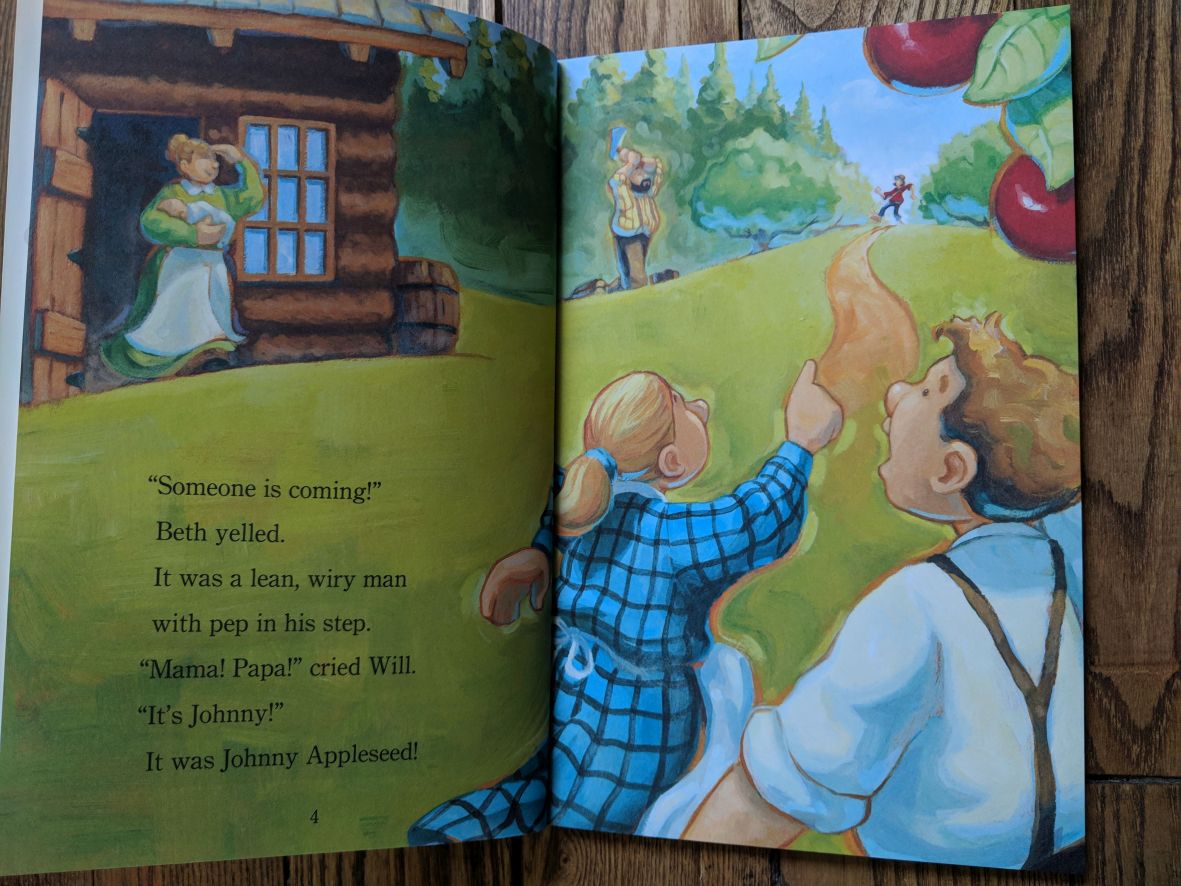 “Someone is coming!”
Beth yelled.
It was a lean, wiry man
with pep in his step.
“Mama! Papa!” cried Will.
“It’s Johnny!”
It was Johnny Appleseed!
4